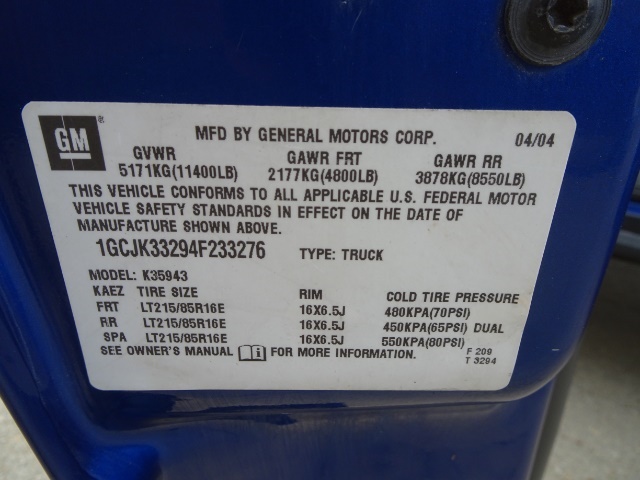 GM ®
MFD BY GENERAL MOTORS CORP. 04/04
GVWR GAWR FRT GAWR RR
5171KG(11400LB) 2177KG(4800LB) 3878KG(8550LB)
THIS VEHICLE CONFORMS TO ALL APPLICABLE U.S. FEDERAL MOTOR
VEHICLE SAFETY STANDARDS IN EFFECT ON THE DATE OF
MANUFACTURE SHOWN ABOVE.
1GCJK33294F233276 TYPE: TRUCK
MODEL: K35943
KAEZ TIRE SIZE RIM COLD TIRE PRESSURE
FRT LT215/85R16E 16X6.5J 480KPA(70PSI)
RR LT215/85R16E 16X6.5J 450KPA(65PSI) DUAL
SPA LT215/85R16E 16X6.5J 550KPA(80PSI)
SEE OWNER'S MANUAL i FOR MORE INFORMATION. F 209
T 3294